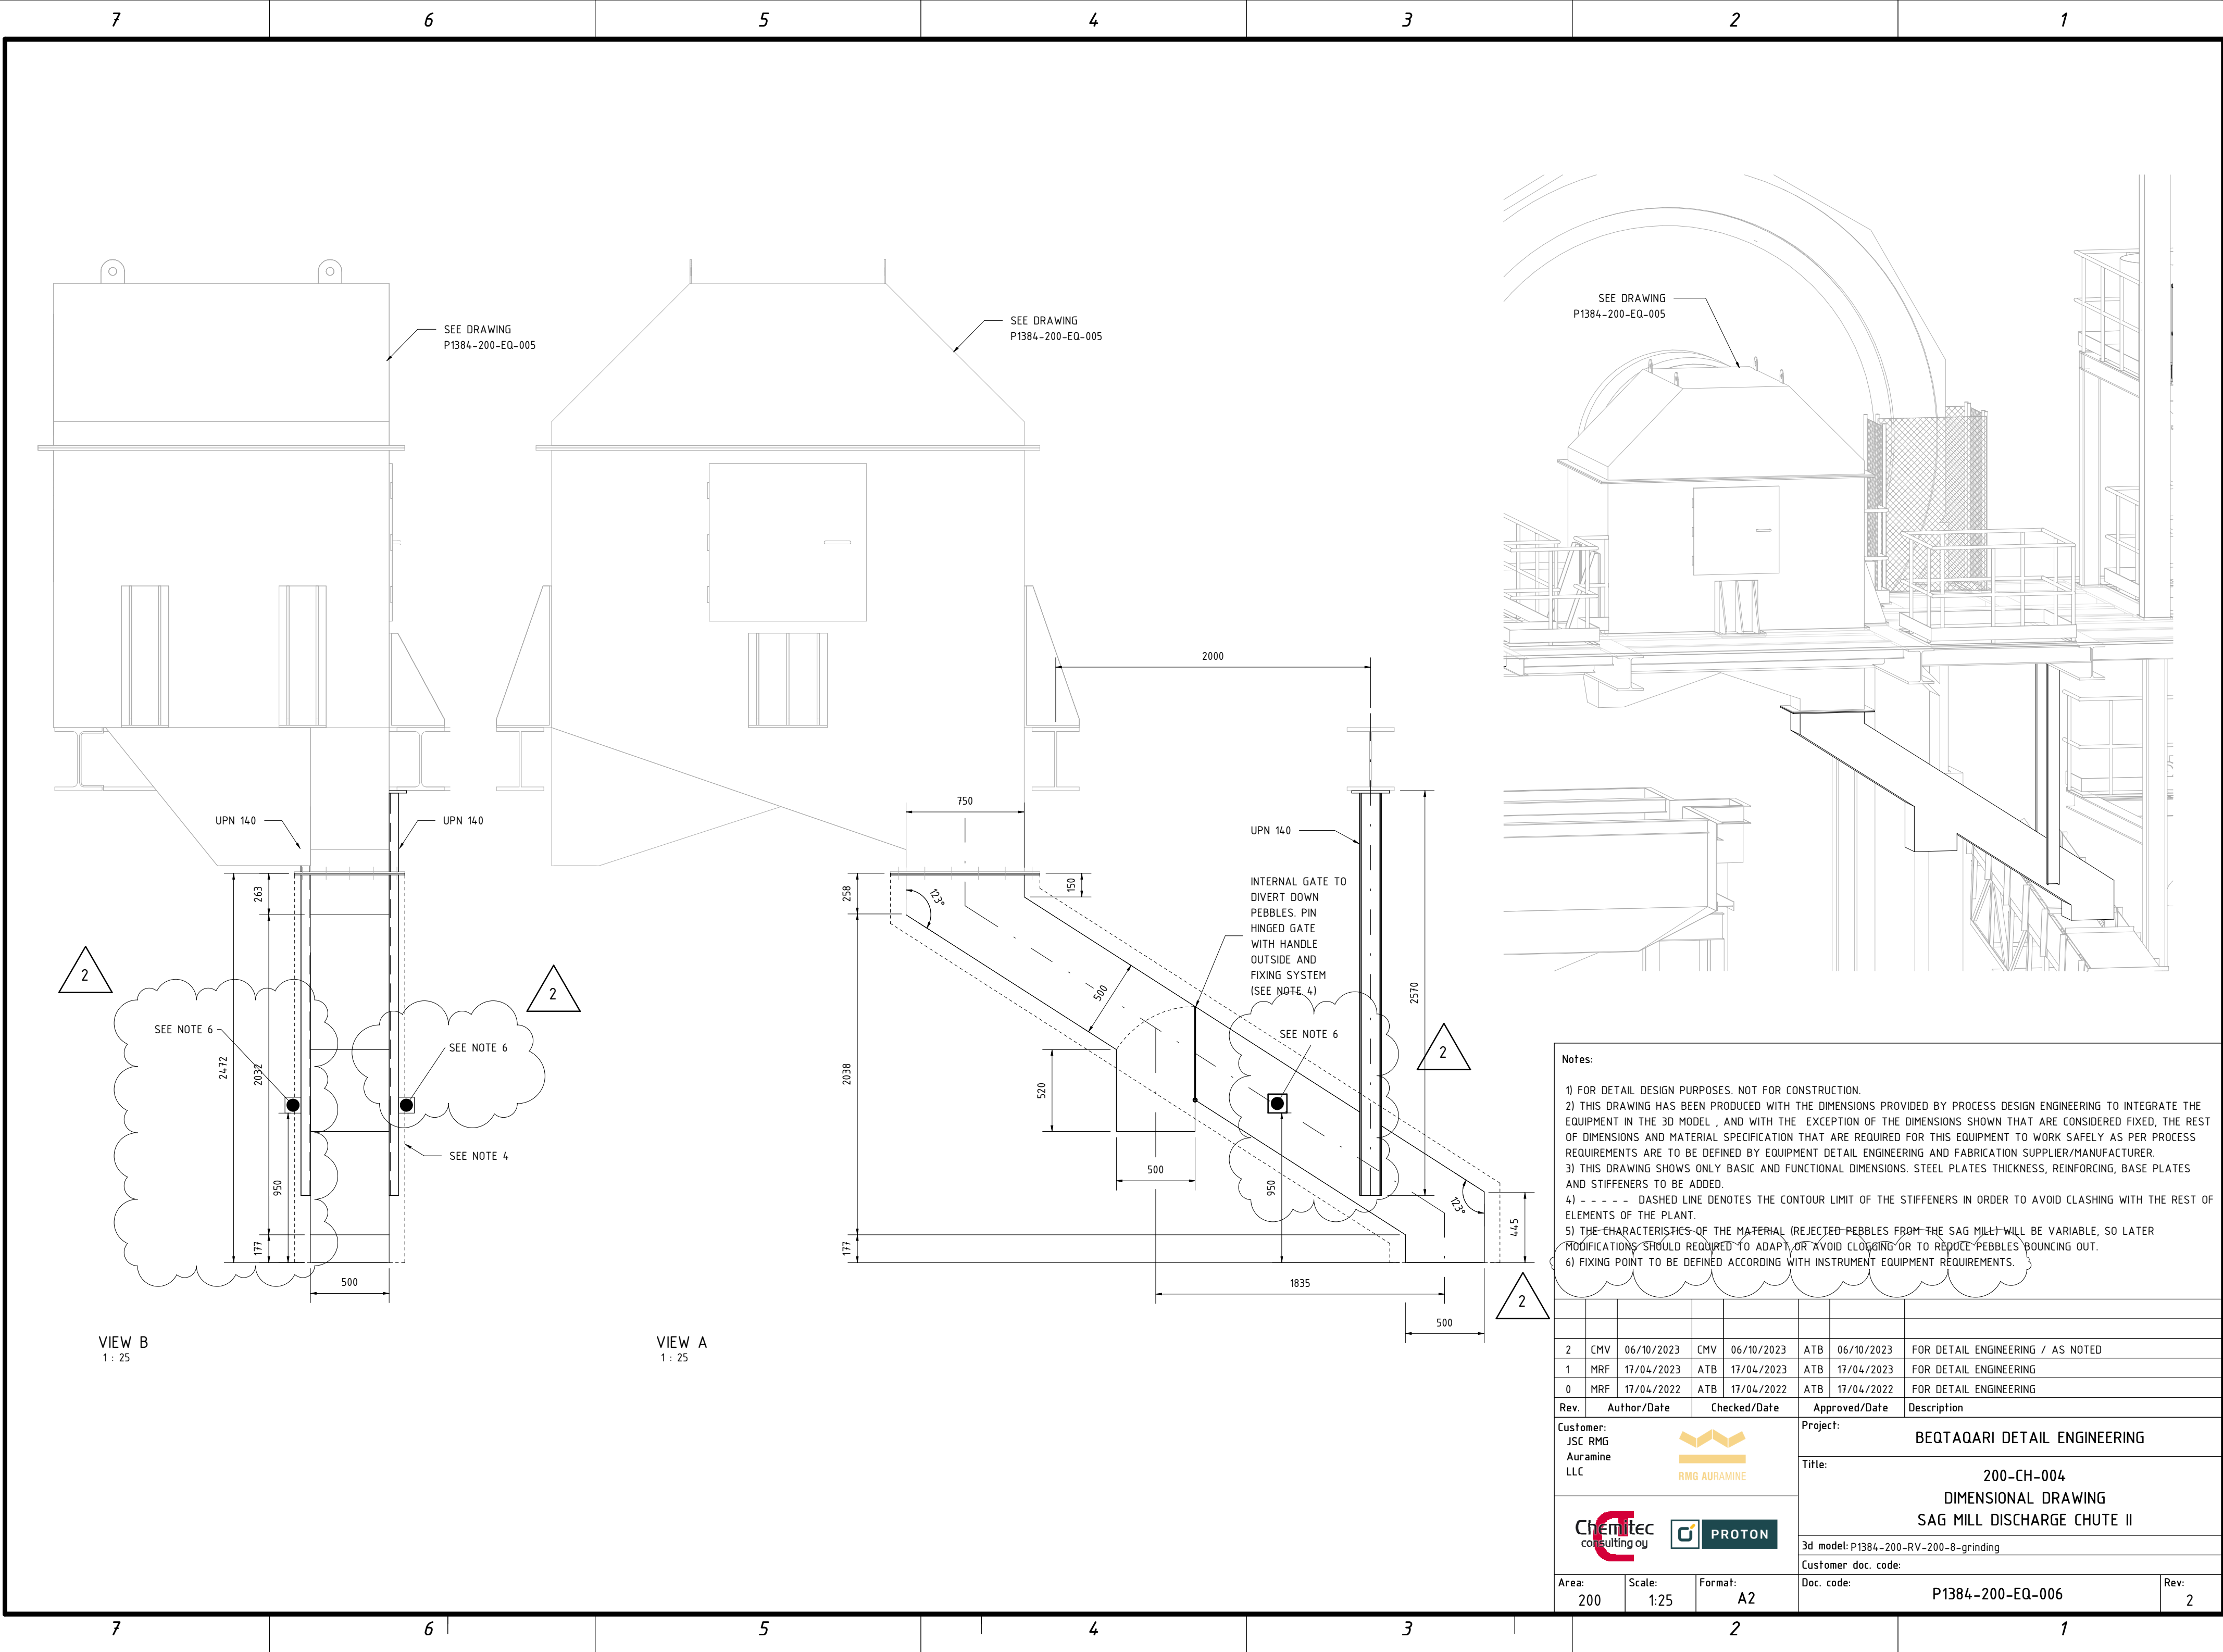 7 6 5 4 3 2 1
SEE DRAWING
P1384-200-EQ-005
SEE DRAWING
P1384-200-EQ-005
SEE DRAWING
P1384-200-EQ-005
UPN 140
UPN 140
263
2
2
SEE NOTE 6
SEE NOTE 6
2472
2032
SEE NOTE 4
950
177
500
VIEW B
1 : 25
2000
750
UPN 140
258
123°
150
INTERNAL GATE TO
DIVERT DOWN
PEBBLES. PIN
HINGED GATE
WITH HANDLE
OUTSIDE AND
FIXING SYSTEM
(SEE NOTE 4)
500
2570
SEE NOTE 6
2
2038
520
500
950
123°
445
177
1835
2
500
VIEW A
1 : 25
Notes:
1) FOR DETAIL DESIGN PURPOSES. NOT FOR CONSTRUCTION.
2) THIS DRAWING HAS BEEN PRODUCED WITH THE DIMENSIONS PROVIDED BY PROCESS DESIGN ENGINEERING TO INTEGRATE THE
EQUIPMENT IN THE 3D MODEL , AND WITH THE EXCEPTION OF THE DIMENSIONS SHOWN THAT ARE CONSIDERED FIXED, THE REST
OF DIMENSIONS AND MATERIAL SPECIFICATION THAT ARE REQUIRED FOR THIS EQUIPMENT TO WORK SAFELY AS PER PROCESS
REQUIREMENTS ARE TO BE DEFINED BY EQUIPMENT DETAIL ENGINEERING AND FABRICATION SUPPLIER/MANUFACTURER.
3) THIS DRAWING SHOWS ONLY BASIC AND FUNCTIONAL DIMENSIONS. STEEL PLATES THICKNESS, REINFORCING, BASE PLATES
AND STIFFENERS TO BE ADDED.
4) - - - - - DASHED LINE DENOTES THE CONTOUR LIMIT OF THE STIFFENERS IN ORDER TO AVOID CLASHING WITH THE REST OF
ELEMENTS OF THE PLANT.
5) THE CHARACTERISTICS OF THE MATERIAL (REJECTED PEBBLES FROM THE SAG MILL) WILL BE VARIABLE, SO LATER
MODIFICATIONS SHOULD REQUIRED TO ADAPT OR AVOID CLOGGING OR TO REDUCE PEBBLES BOUNCING OUT.
6) FIXING POINT TO BE DEFINED ACCORDING WITH INSTRUMENT EQUIPMENT REQUIREMENTS.
2 CMV 06/10/2023 CMV 06/10/2023 ATB 06/10/2023 FOR DETAIL ENGINEERING / AS NOTED
1 MRF 17/04/2023 ATB 17/04/2023 ATB 17/04/2023 FOR DETAIL ENGINEERING
0 MRF 17/04/2022 ATB 17/04/2022 ATB 17/04/2022 FOR DETAIL ENGINEERING
Rev. Author/Date Checked/Date Approved/Date Description
Customer:
JSC RMG
Auramine
LLC
RMG AURAMINE
Project:
BEQTAQARI DETAIL ENGINEERING
Title:
200-CH-004
DIMENSIONAL DRAWING
SAG MILL DISCHARGE CHUTE II
Chemitec
consulting oy
PROTON
3d model: P1384-200-RV-200-8-grinding
Customer doc. code:
Area:
200
Scale:
1:25
Format:
A2
Doc. code:
P1384-200-EQ-006
Rev:
2
7 6 5 4 3 2 1